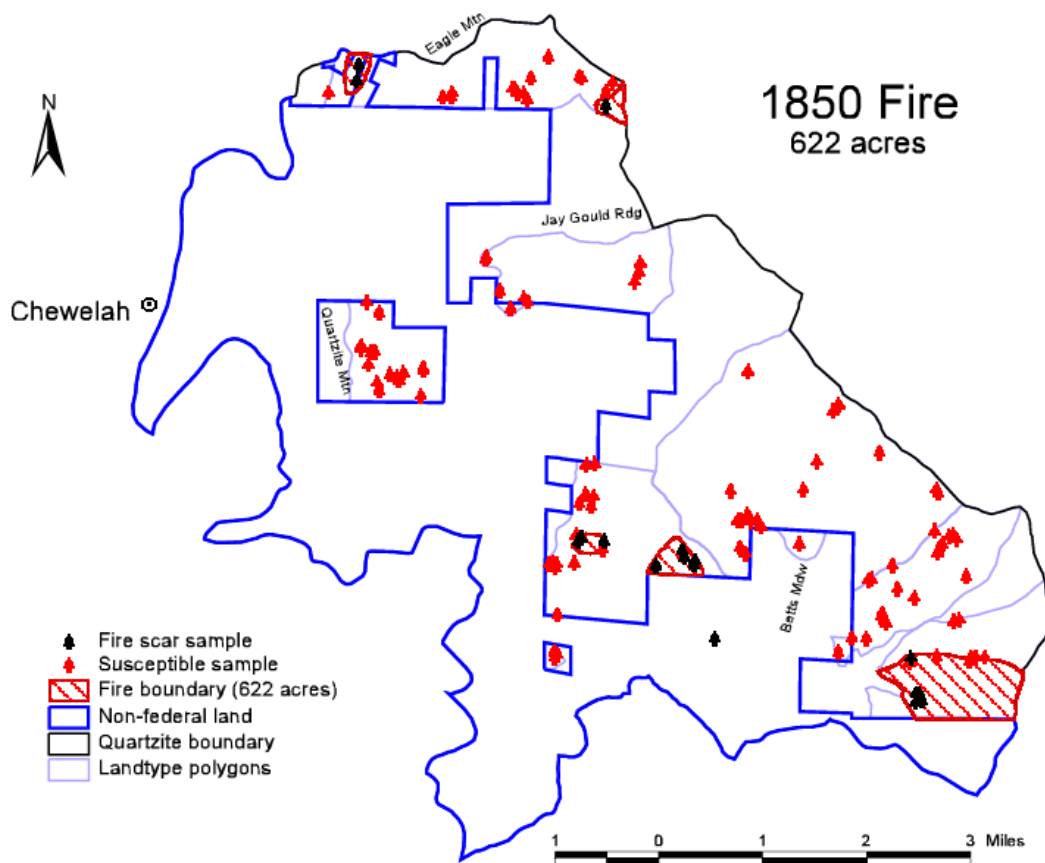 Eagle Mtn
N
1850 Fire
622 acres
Jay Gould Rdg
Chewelah
Quartzite Mtn
Betts Mdw
Fire scar sample
Susceptible sample
Fire boundary (622 acres)
Non-federal land
Quartzite boundary
Landtype polygons
1 0 1 2 3 Miles